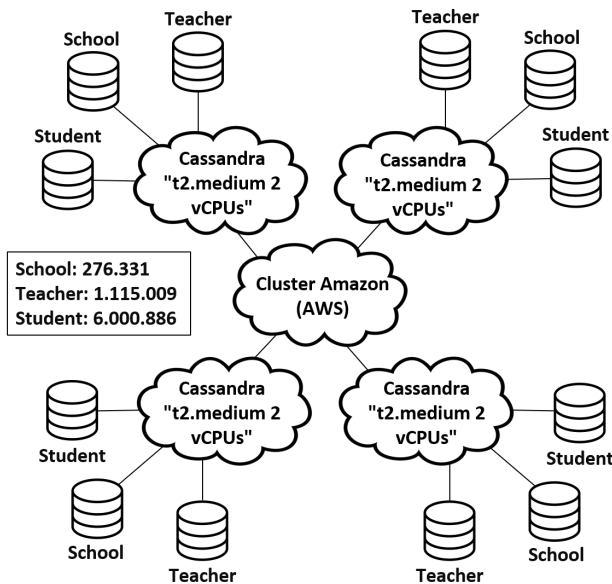 Teacher
School
Student
Cassandra
"t2.medium 2
vCPUs"
Teacher
School
Student
Cassandra
"t2.medium 2
vCPUs"
School: 276.331
Teacher: 1.115.009
Student: 6.000.886
Cluster Amazon
(AWS)
Cassandra
"t2.medium 2
vCPUs"
Student
School
Teacher
Cassandra
"t2.medium 2
vCPUs"
Student
School
Teacher